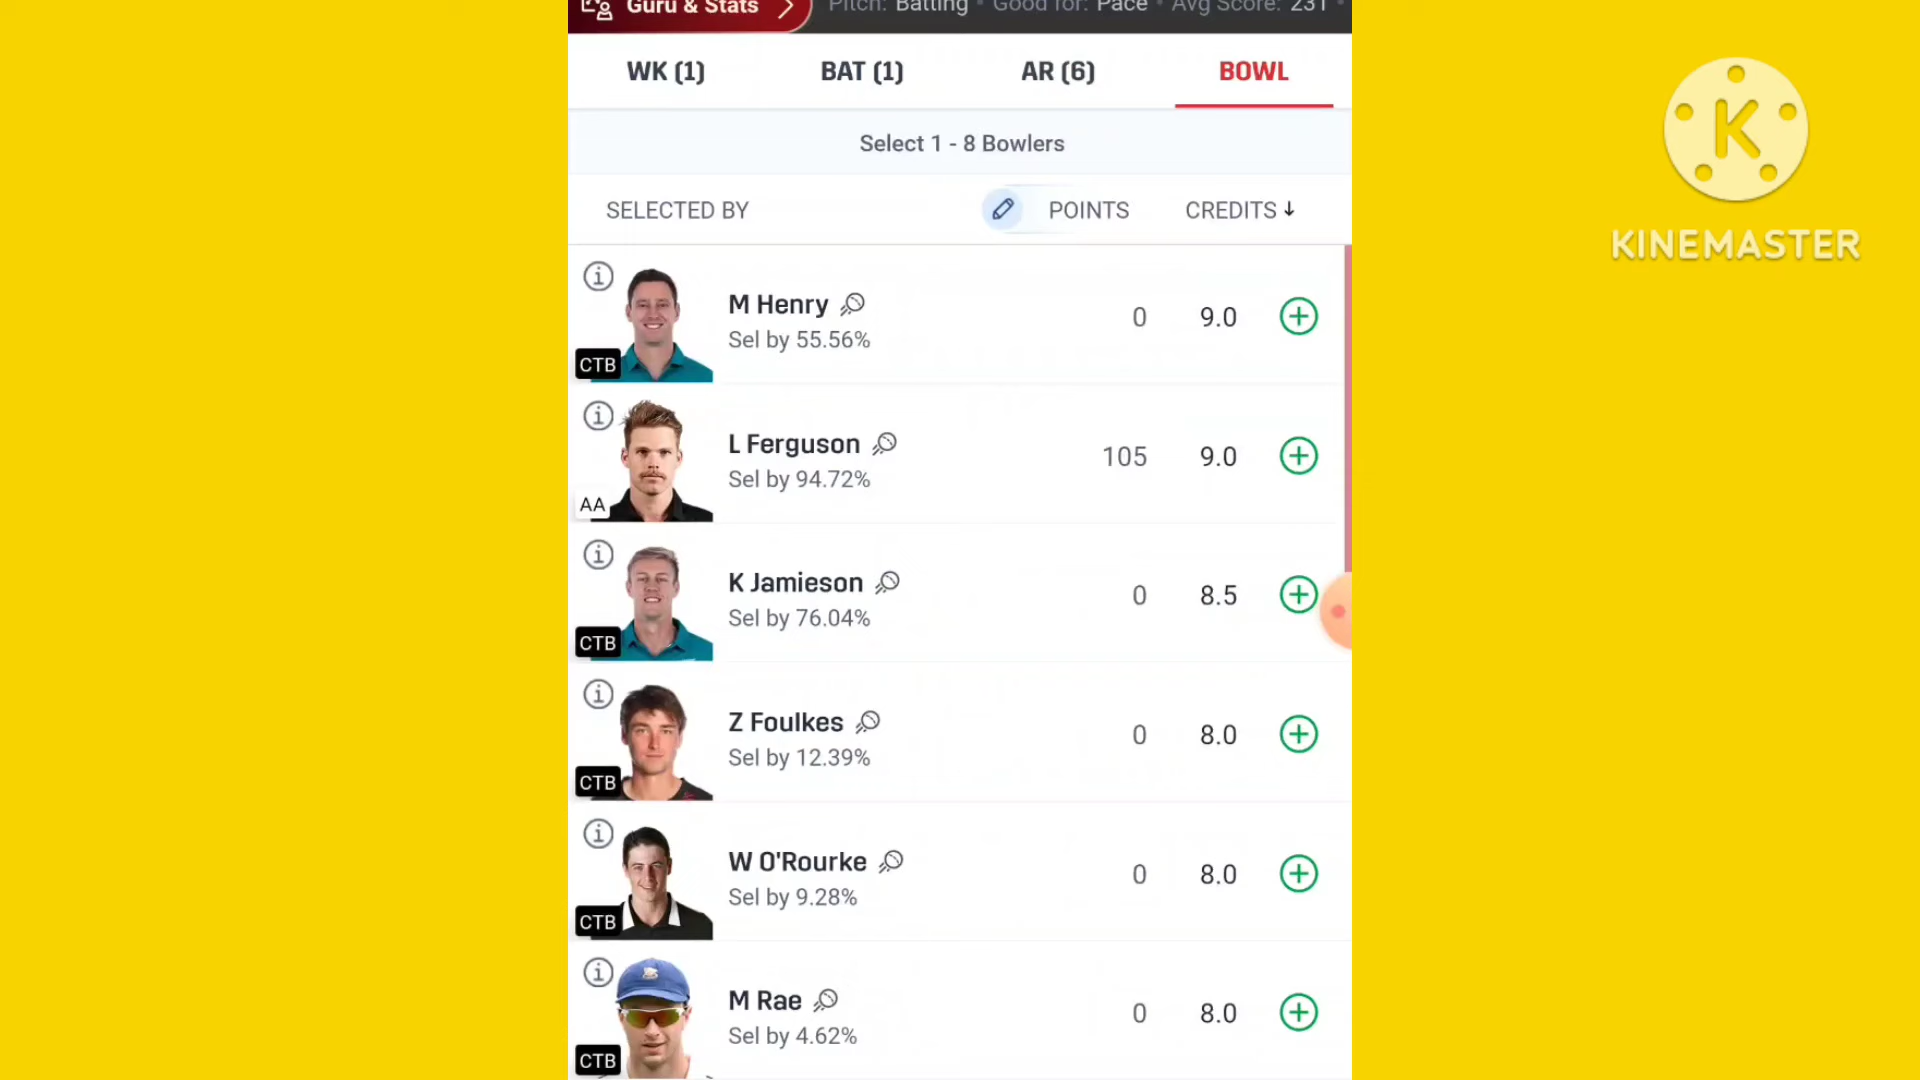 Guru & Stats
Pitch: Batting • Good for: Pace • Avg Score: 231 •
WK (1) BAT (1) AR (6) BOWL
Select 1 - 8 Bowlers
SELECTED BY POINTS CREDITS ↓
K
KINEMASTER
M Henry 0 9.0
Sel by 55.56%
CTB
L Ferguson 105 9.0
Sel by 94.72%
AA
K Jamieson 0 8.5
Sel by 76.04%
CTB
Z Foulkes 0 8.0
Sel by 12.39%
CTB
W O'Rourke 0 8.0
Sel by 9.28%
CTB
M Rae 0 8.0
Sel by 4.62%
CTB